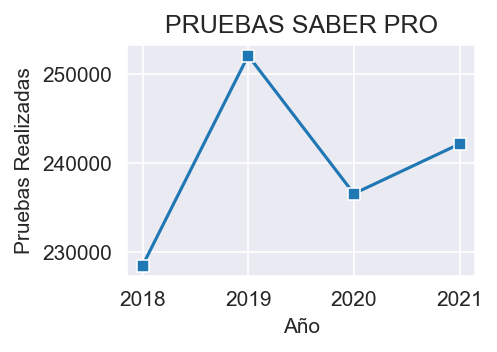 PRUEBAS SABER PRO
Pruebas Realizadas
250000
240000
230000
2018 2019 2020 2021
Año